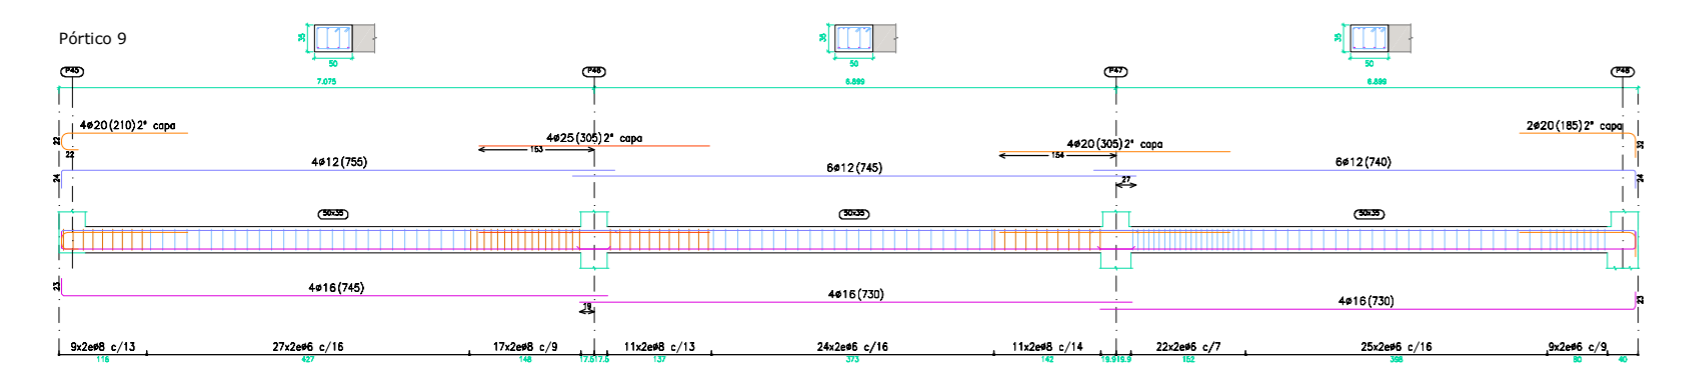 Pórtico 9
35
50
35
50
35
50
P45
P46
P47
P48
7.075
6.899
6.899
4ø20(210)2ª capa
22
22
4ø25(305)2ª capa
153
4ø20(305)2ª capa
154
2ø20(185)2ª capa
32
4ø12(755)
24
6ø12(745)
27
6ø12(740)
24
50x35
50x35
50x35
4ø16(745)
23
4ø16(730)
19
4ø16(730)
23
9x2eø8 c/13
27x2eø6 c/16
17x2eø8 c/9
11x2eø8 c/13
24x2eø6 c/16
11x2eø8 c/14
22x2eø6 c/7
25x2eø6 c/16
9x2eø6 c/9
116
427
148
17.517.5
137
373
142
19.919.9
152
398
80
40